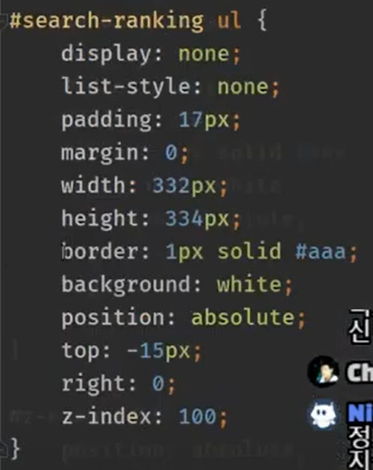 #search-ranking ul {
    display: none;
    list-style: none;
    padding: 17px;
    margin: 0;
    width: 332px;
    height: 334px;
    border: 1px solid #aaa;
    background: white;
    position: absolute;
    top: -15px;
    right: 0;
    z-index: 100;
}
「신
Ch
Ni
정
지